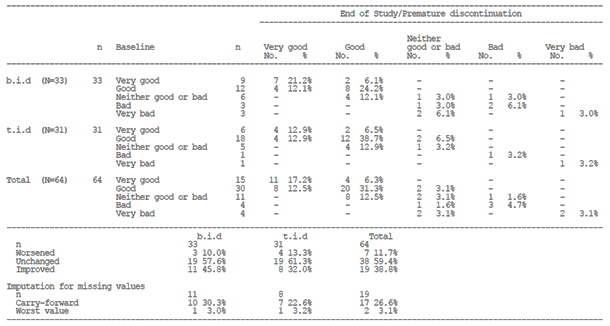 End of Study/Premature discontinuation
Neither
Very good Good good or bad Bad Very bad
n Baseline n No. % No. % No. % No. % No. %
b.i.d (N=33) 33 Very good 9 7 21.2% 2 6.1% - - -
Good 12 4 12.1% 8 24.2% - - -
Neither good or bad 6 - 4 12.1% 1 3.0% 1 3.0% -
Bad 3 - - 1 3.0% 2 6.1% -
Very bad 3 - - 2 6.1% - 1 3.0%
t.i.d (N=31) 31 Very good 6 4 12.9% 2 6.5% - - -
Good 18 4 12.9% 12 38.7% 2 6.5% - -
Neither good or bad 5 - 4 12.9% 1 3.2% - -
Bad 1 - - - 1 3.2% -
Very bad 1 - - - - 1 3.2%
Total (N=64) 64 Very good 15 11 17.2% 4 6.3% - - -
Good 30 8 12.5% 20 31.3% 2 3.1% - -
Neither good or bad 11 - 8 12.5% 2 3.1% 1 1.6% -
Bad 4 - - 1 1.6% 3 4.7% -
Very bad 4 - - 2 3.1% - 2 3.1%
b.i.d t.i.d Total
n 33 31 64
Worsened 3 10.0% 4 13.3% 7 11.7%
Unchanged 19 57.6% 19 61.3% 38 59.4%
Improved 11 45.8% 8 32.0% 19 38.8%
Imputation for missing values
n 11 8 19
Carry-forward 10 30.3% 7 22.6% 17 26.6%
Worst value 1 3.0% 1 3.2% 2 3.1%